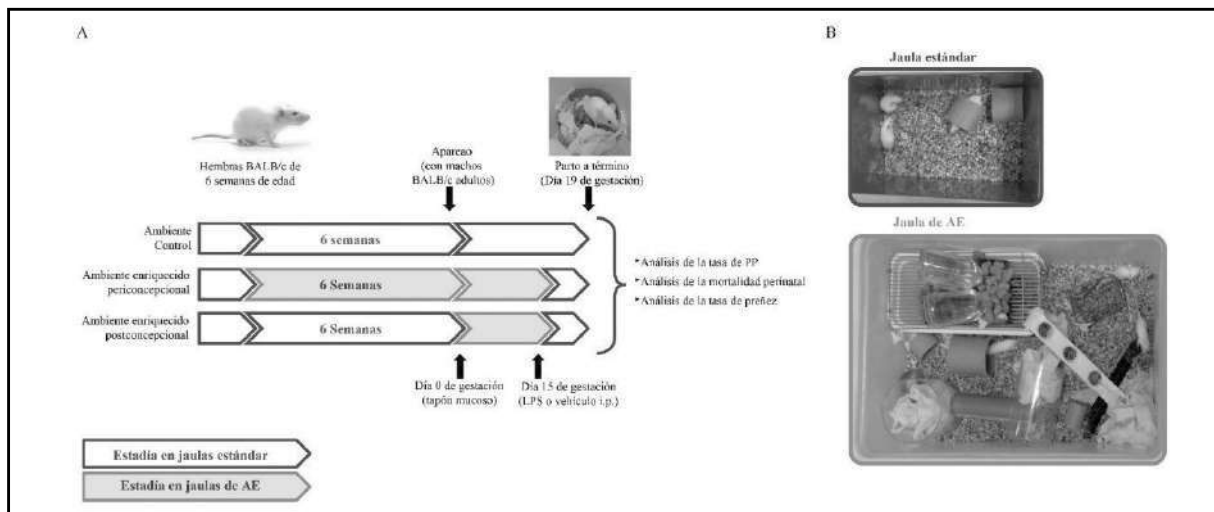 A
Hembras BALB/c de
6 semanas de edad
Apareao
(con machos
BALB/c adultos)
Parto a término
(Día 19 de gestación)
Ambiente
Control
6 semanas
Ambiente enriquecido
periconcepcional
6 Semanas
Ambiente enriquecido
postconcepcional
6 Semanas
*Análisis de la tasa de PP
*Análisis de la mortalidad perinatal
*Análisis de la tasa de preñez
Día 0 de gestación
(tapón mucoso)
Día 15 de gestación
(LPS o vehículo i.p.)
Estadía en jaulas estándar
Estadía en jaulas de AE
B
Jaula estándar
Jaula de AE